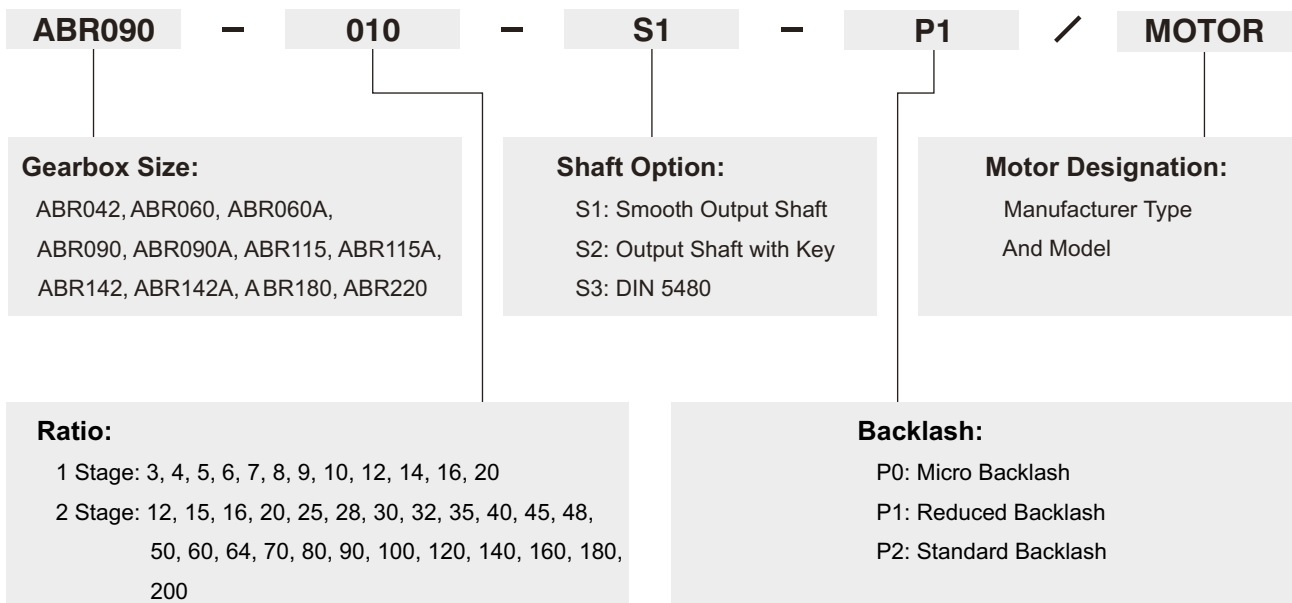 ABR090 – 010 – S1 – P1 / MOTOR
Gearbox Size:
ABR042, ABR060, ABR060A,
ABR090, ABR090A, ABR115, ABR115A,
ABR142, ABR142A, ABR180, ABR220
Shaft Option:
S1: Smooth Output Shaft
S2: Output Shaft with Key
S3: DIN 5480
Motor Designation:
Manufacturer Type
And Model
Ratio:
1 Stage: 3, 4, 5, 6, 7, 8, 9, 10, 12, 14, 16, 20
2 Stage: 12, 15, 16, 20, 25, 28, 30, 32, 35, 40, 45, 48,
50, 60, 64, 70, 80, 90, 100, 120, 140, 160, 180,
200
Backlash:
P0: Micro Backlash
P1: Reduced Backlash
P2: Standard Backlash